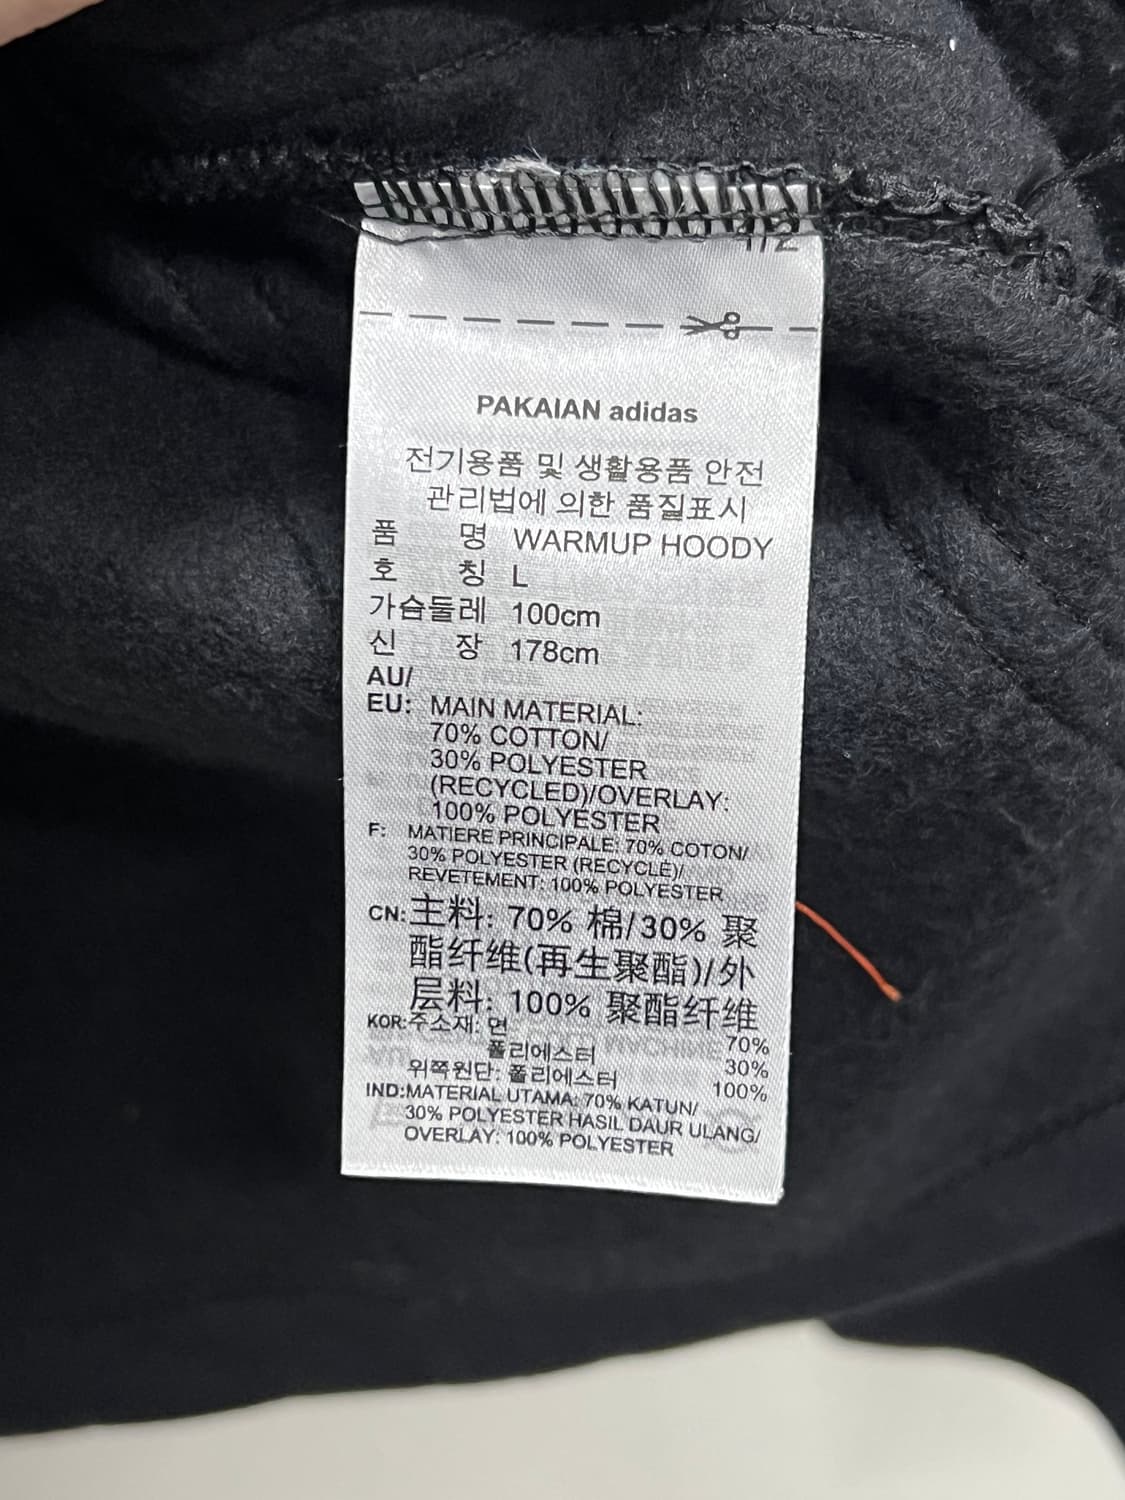 1/2
PAKAIAN adidas
전기용품 및 생활용품 안전
관리법에 의한 품질표시
품 명 WARMUP HOODY
호 칭 L
가슴둘레 100cm
신 장 178cm
AU/
EU: MAIN MATERIAL:
70% COTTON/
30% POLYESTER
(RECYCLED)/OVERLAY:
100% POLYESTER
F: MATIERE PRINCIPALE: 70% COTON/
30% POLYESTER (RECYCLE)/
REVETEMENT: 100% POLYESTER
CN: 主料: 70% 棉/30% 聚
酯纤维(再生聚酯)/外
层料: 100% 聚酯纤维
KOR: 주소재: 면 70%
폴리에스터 30%
위쪽원단: 폴리에스터 100%
IND: MATERIAL UTAMA: 70% KATUN/
30% POLYESTER HASIL DAUR ULANG/
OVERLAY: 100% POLYESTER